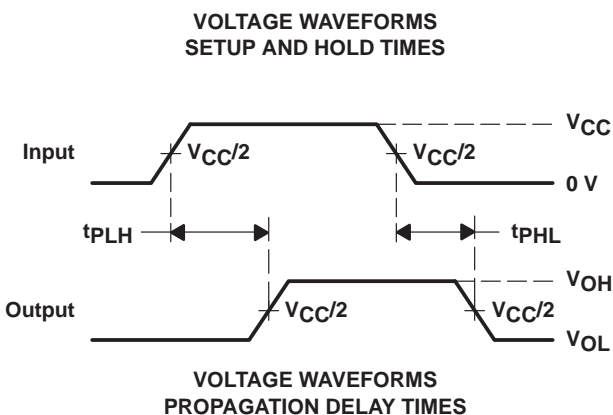 VOLTAGE WAVEFORMS
SETUP AND HOLD TIMES
VCC
Input
VCC/2
VCC/2
0 V
tPLH
tPHL
VOH
Output
VCC/2
VCC/2
VOL
VOLTAGE WAVEFORMS
PROPAGATION DELAY TIMES